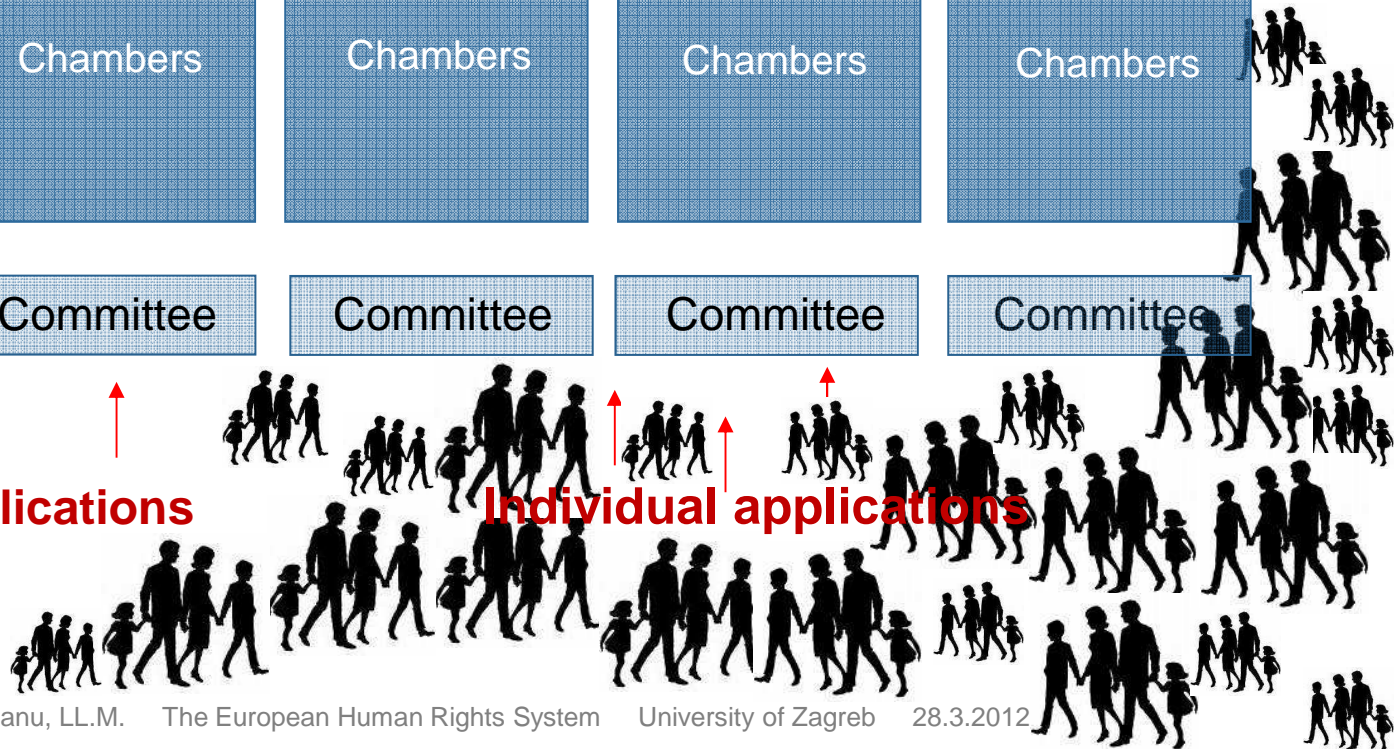 Chambers Chambers Chambers Chambers
Committee Committee Committee Committee
lications Individual applications
anu, LL.M. The European Human Rights System University of Zagreb 28.3.2012